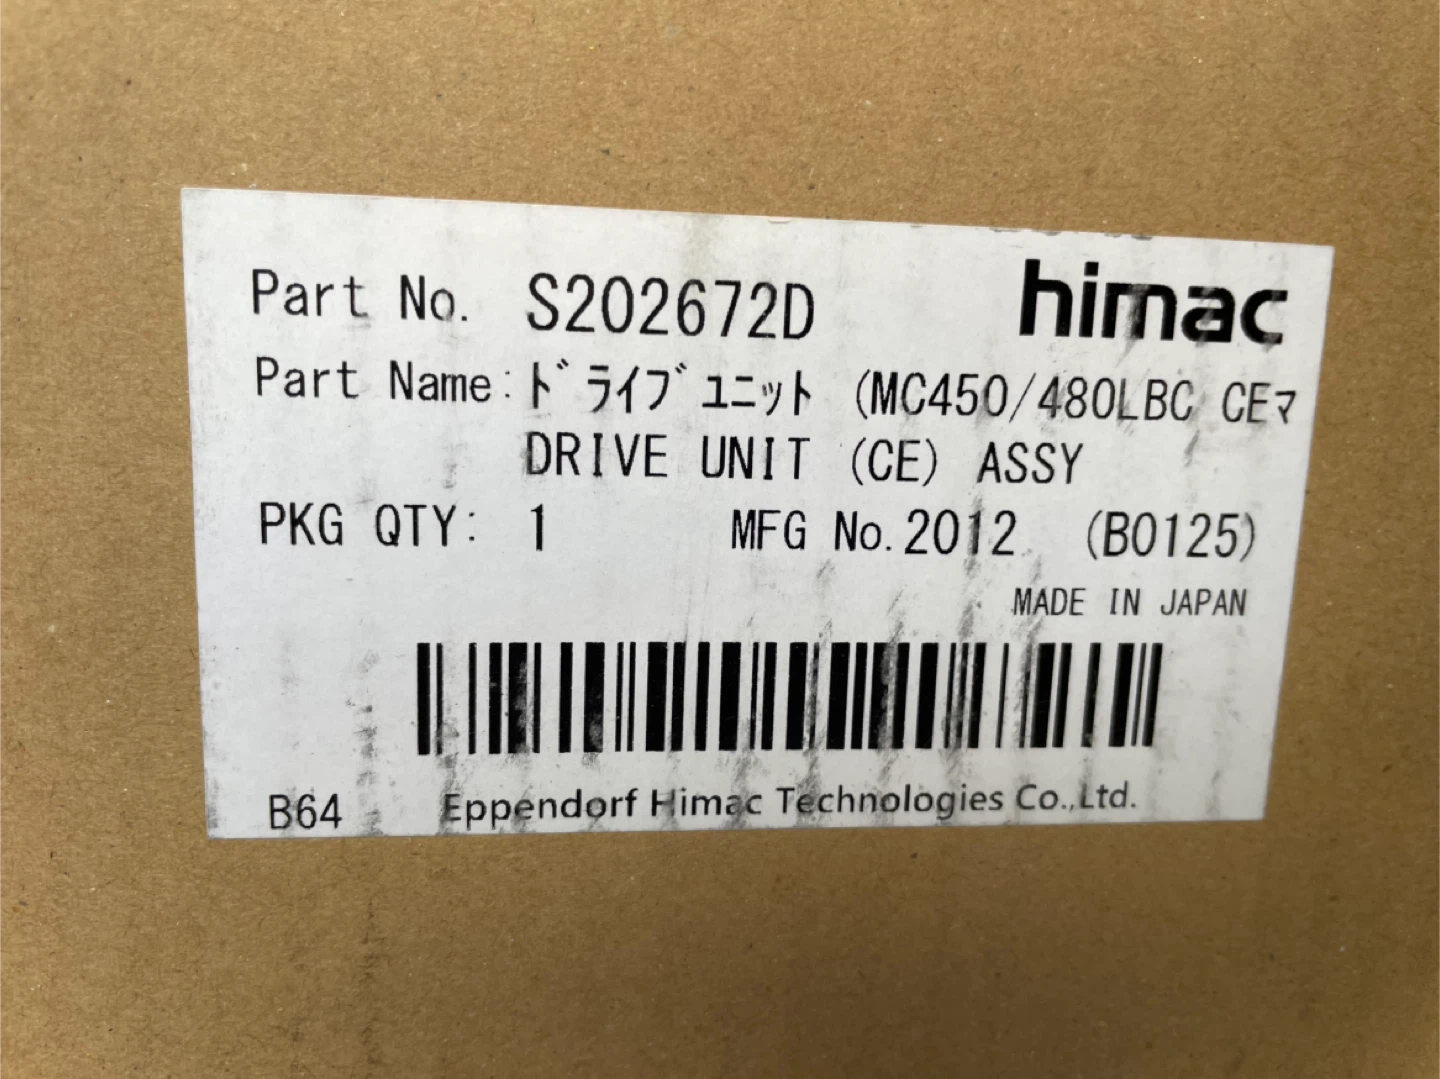 Part No. S202672D himac
Part Name: ﾄﾞﾗｲﾌﾞﾕﾆｯﾄ (MC450/480LBC CEﾏ
DRIVE UNIT (CE) ASSY
PKG QTY: 1 MFG No. 2012 (B0125)
MADE IN JAPAN
B64 Eppendorf Himac Technologies Co.,Ltd.